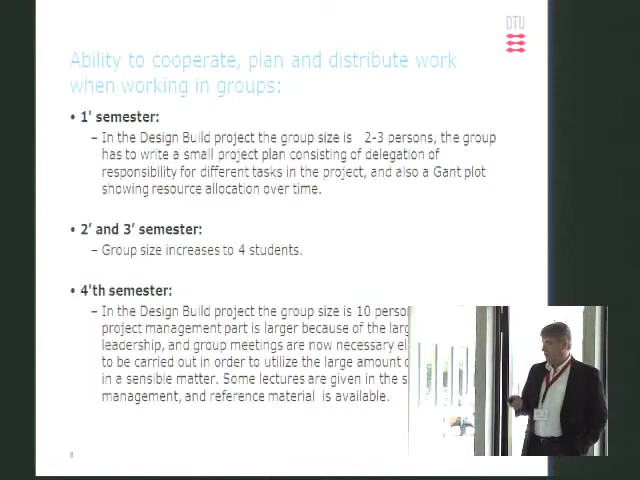 DTU
Ability to cooperate, plan and distribute work
when working in groups:
• 1' semester:
– In the Design Build project the group size is 2-3 persons, the group
has to write a small project plan consisting of delegation of
responsibility for different tasks in the project, and also a Gant plot
showing resource allocation over time.
• 2' and 3' semester:
– Group size increases to 4 students.
• 4'th semester:
– In the Design Build project the group size is 10
project management part is larger because of the
leadership, and group meetings are now necessary
to be carried out in order to utilize the large amount
in a sensible matter. Some lectures are given in the
management, and reference material is available.